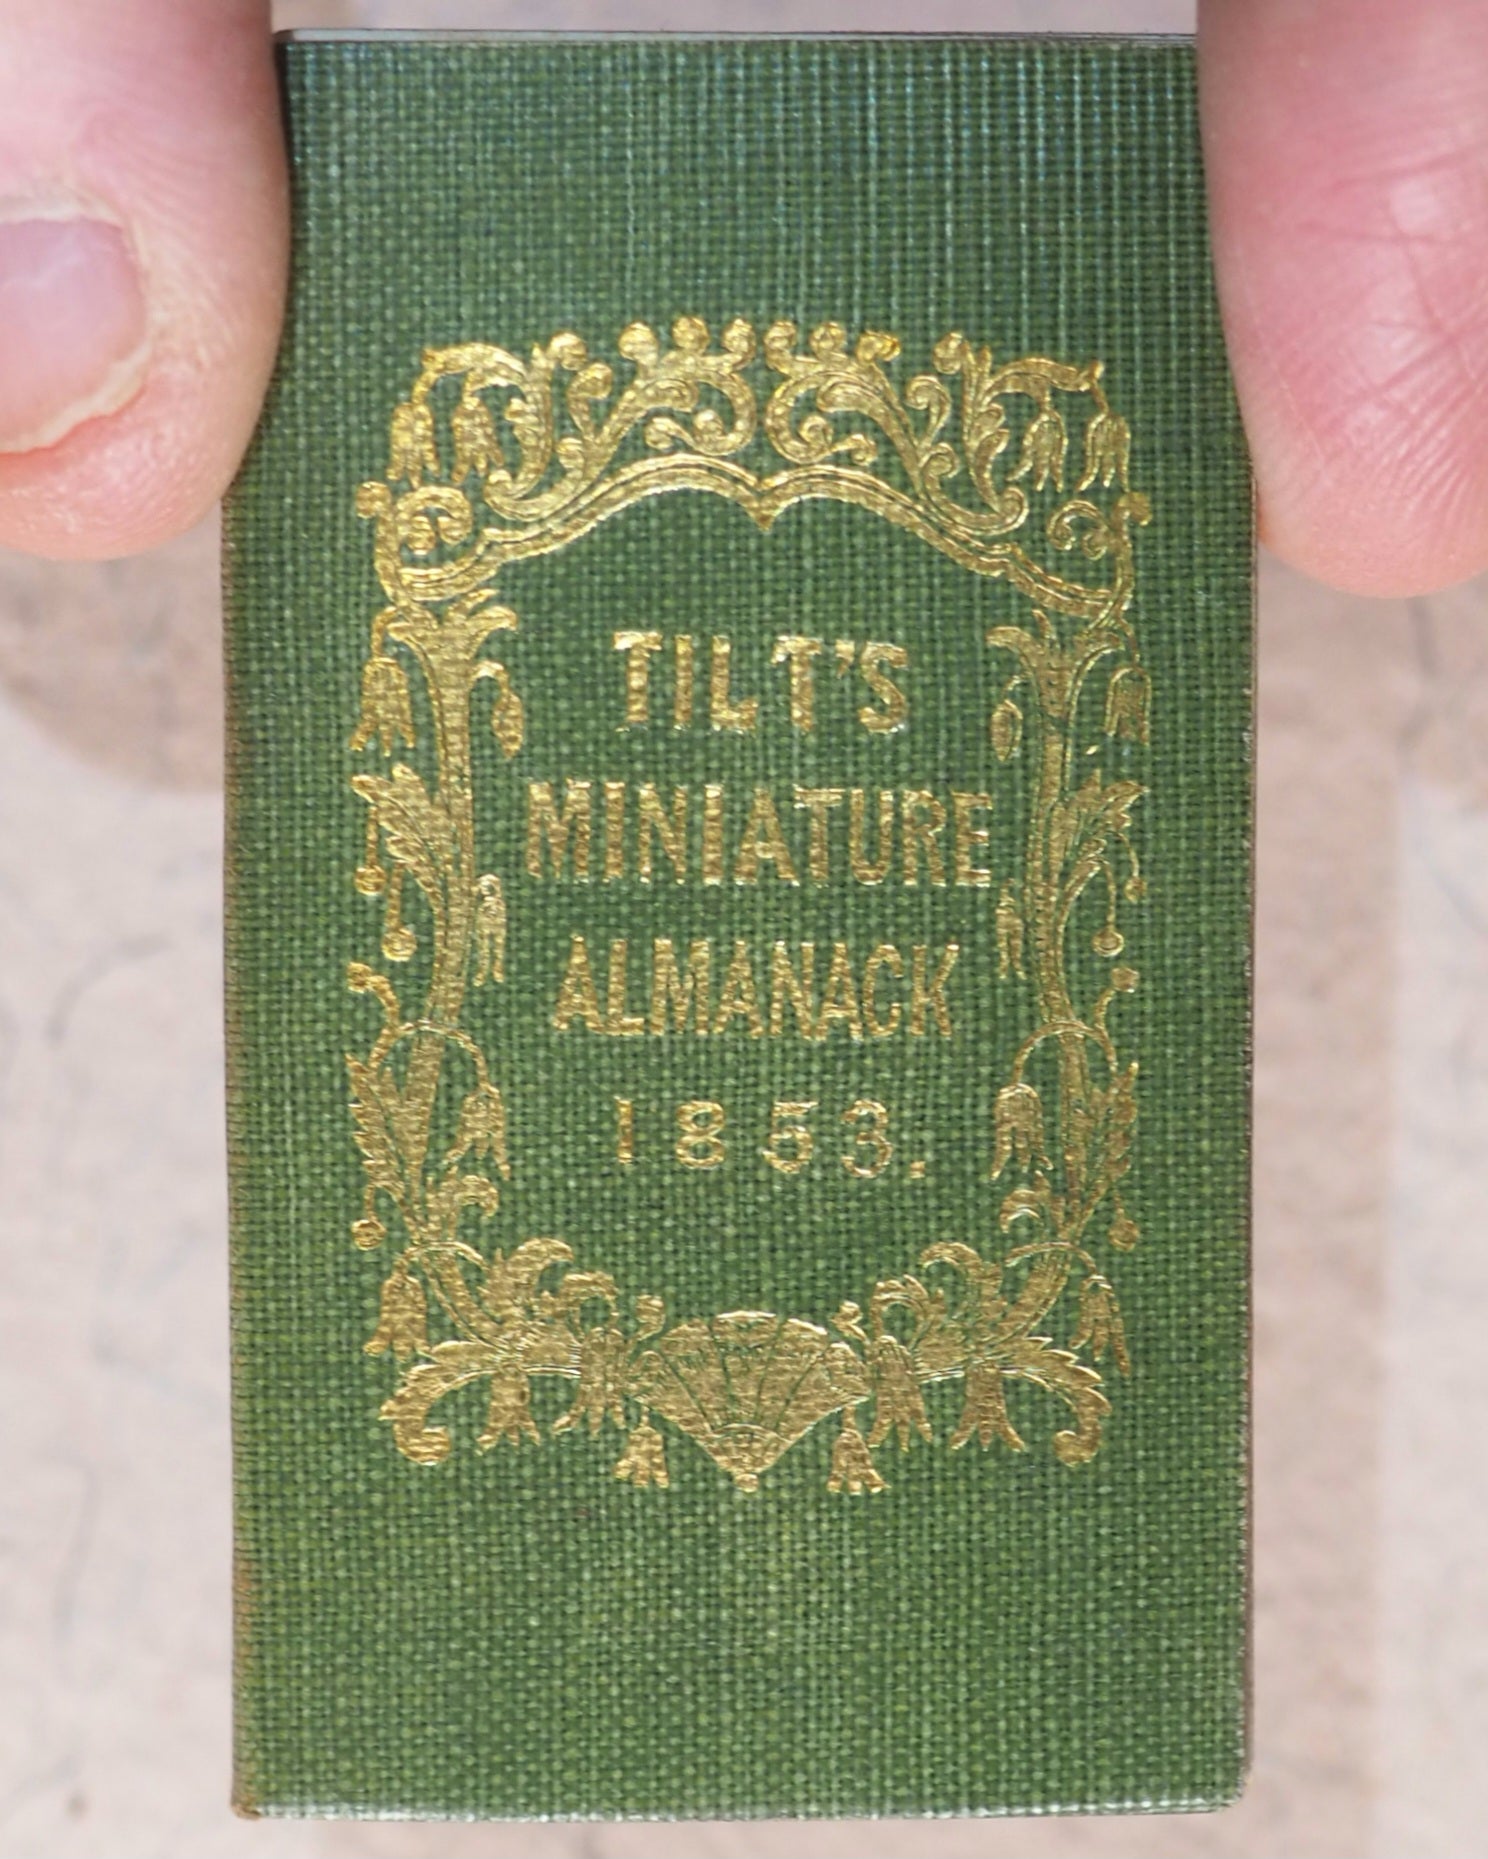 TILT'S
MINIATURE
ALMANACK
1853.